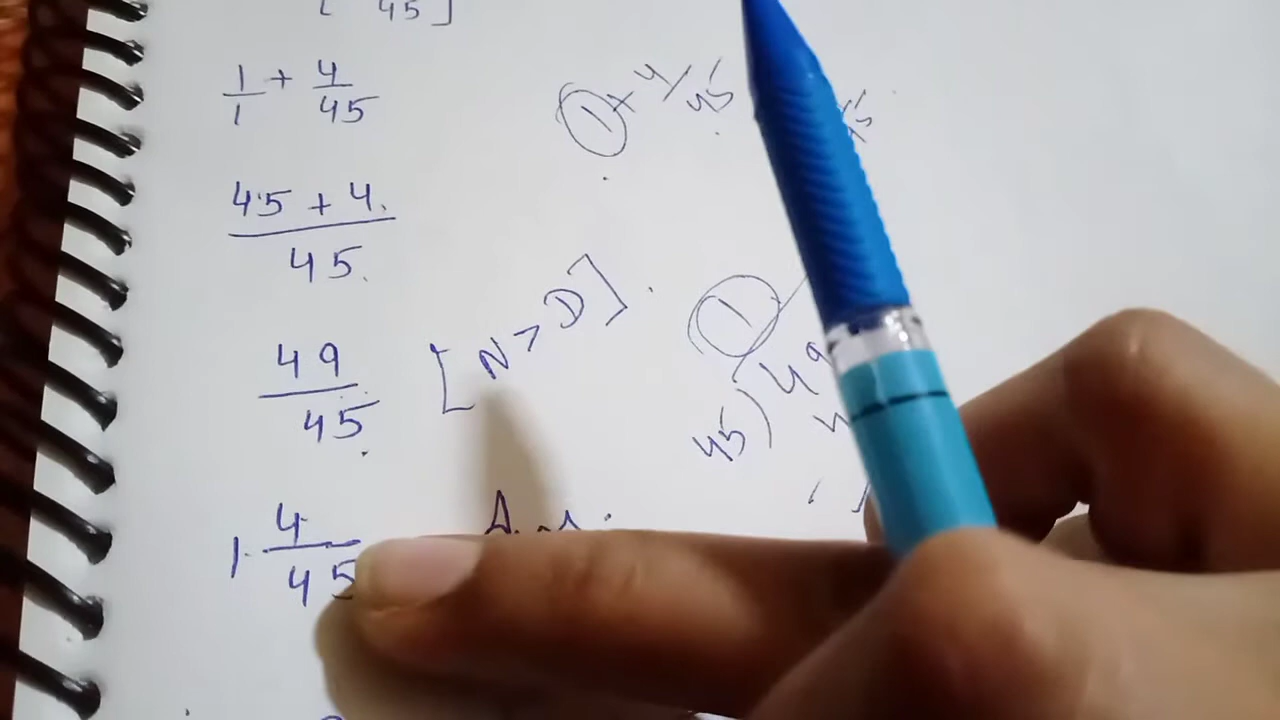 [ 45 ]
1/1 + 4/45
45 + 4
45
49
45
[N > D]
1 4/45
Ans
1 + 4/45
1
45) 49